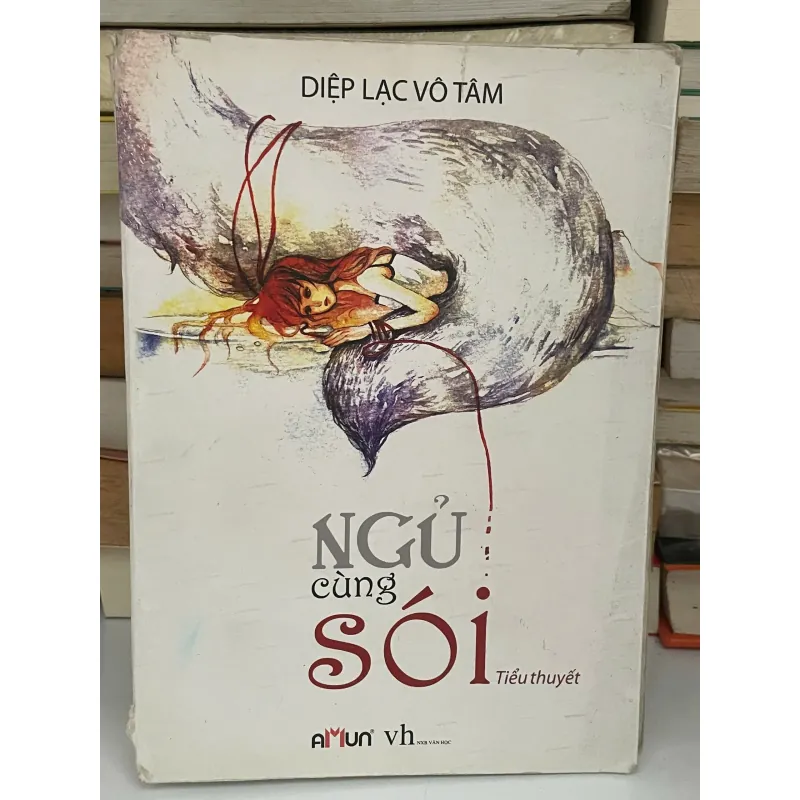 DIỆP LẠC VÔ TÂM
NGỦ
cùng
SÓI
Tiểu thuyết
AMUN® vh NXB VĂN HỌC